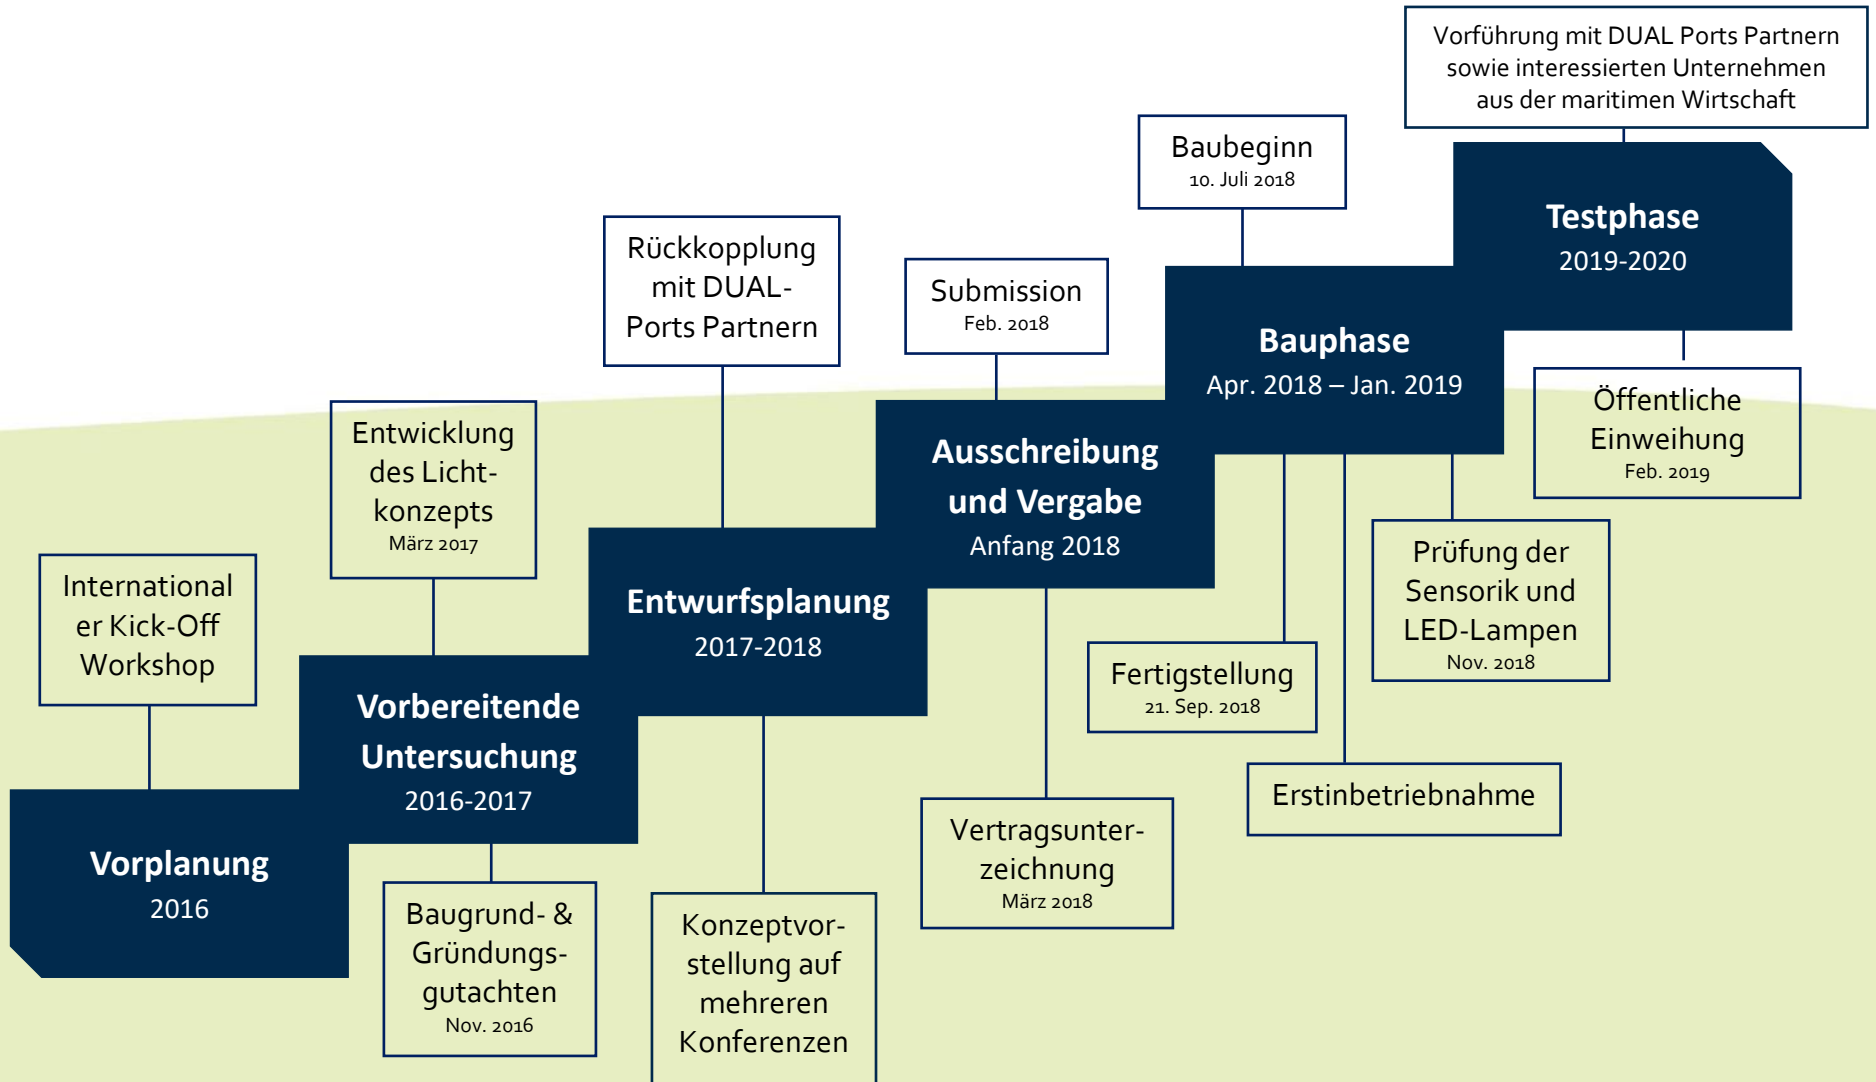 Vorführung mit DUAL Ports Partnern
sowie interessierten Unternehmen
aus der maritimen Wirtschaft
Baubeginn
10. Juli 2018
Testphase
2019-2020
Rückkopplung
mit DUAL-
Ports Partnern
Submission
Feb. 2018
Bauphase
Apr. 2018 – Jan. 2019
Öffentliche
Einweihung
Feb. 2019
Entwicklung
des Licht-
konzepts
März 2017
Ausschreibung
und Vergabe
Anfang 2018
Prüfung der
Sensorik und
LED-Lampen
Nov. 2018
International
er Kick-Off
Workshop
Entwurfsplanung
2017-2018
Fertigstellung
21. Sep. 2018
Vorbereitende
Untersuchung
2016-2017
Erstinbetriebnahme
Vertragsunter-
zeichnung
März 2018
Vorplanung
2016
Baugrund- &
Gründungs-
gutachten
Nov. 2016
Konzeptvor-
stellung auf
mehreren
Konferenzen